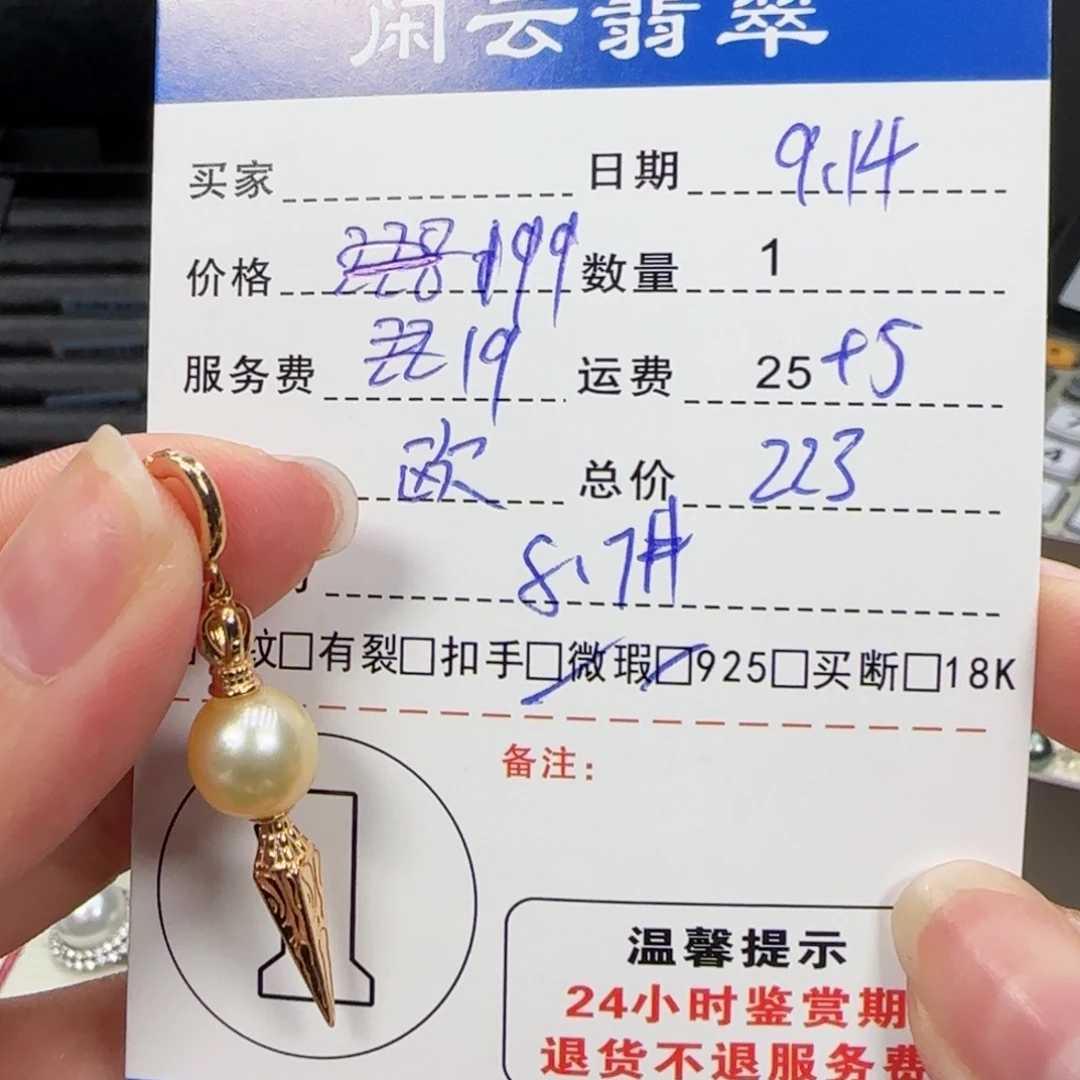 闲云翡翠
买家 日期 9.14
价格 228 199 数量 1
服务费 22 19 运费 25+5
欧 总价 223
8.7
纹□有裂□扣手□微瑕□925□买断□18K
备注：
温馨提示
24小时鉴赏期
退货不退服务费